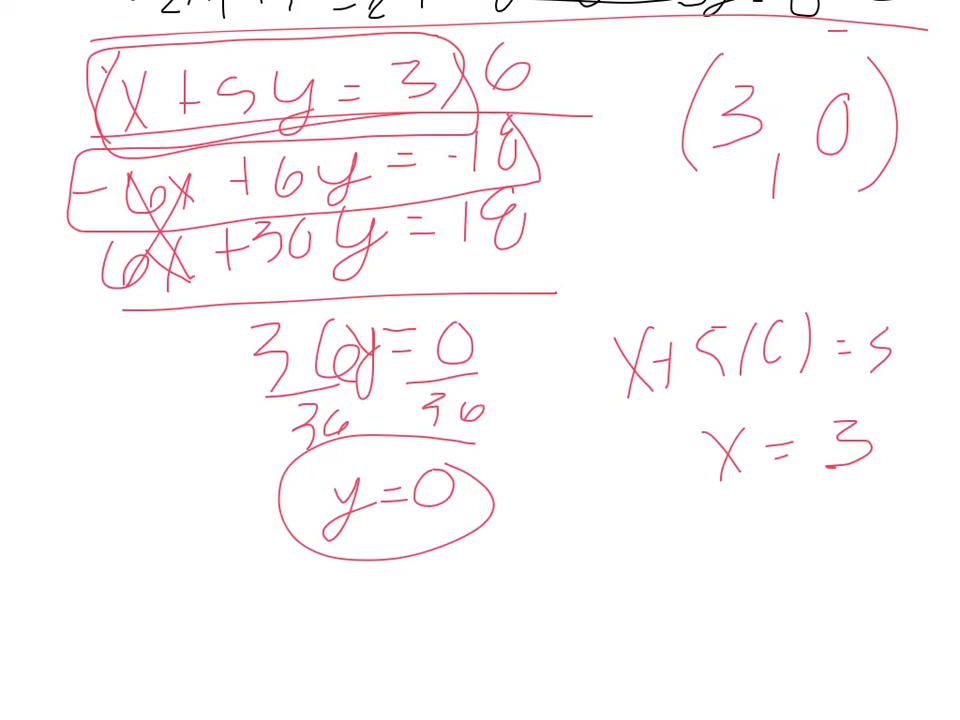 (x + 5y = 3) 6
-6x + 6y = -18
6x + 30y = 18
36y = 0
36 36
y = 0
(3, 0)
x + 5(0) = 3
x = 3